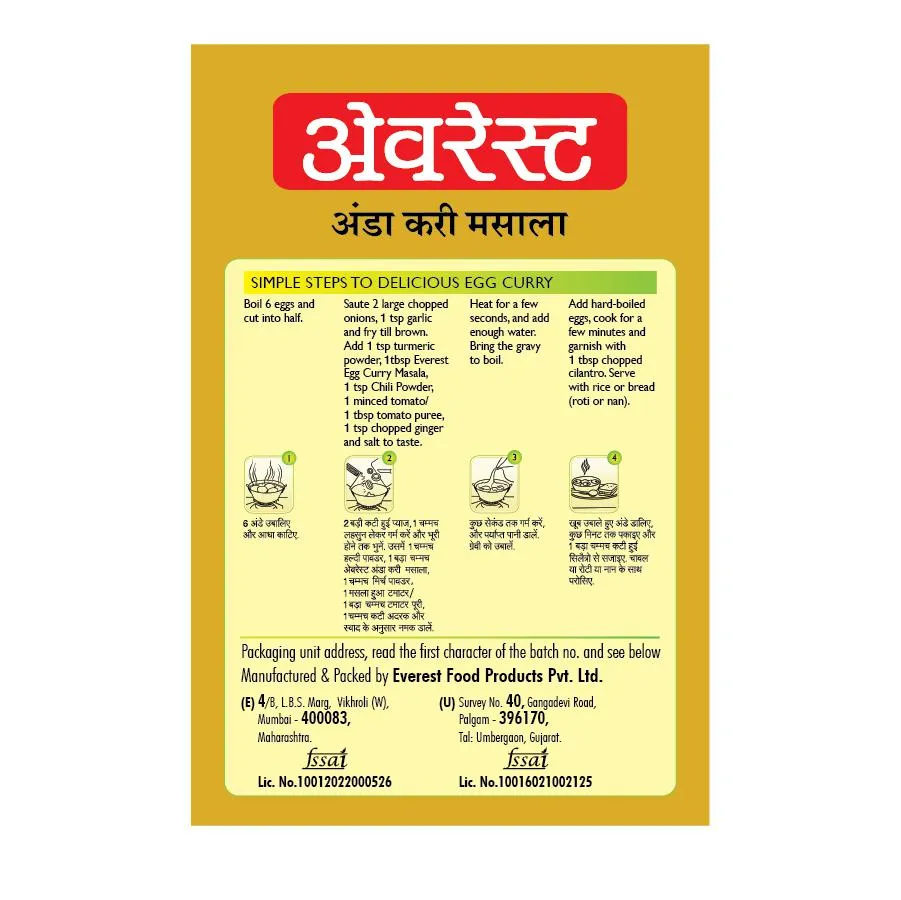 अेवरेस्ट
अंडा करी मसाला
SIMPLE STEPS TO DELICIOUS EGG CURRY
Boil 6 eggs and
cut into half.
Saute 2 large chopped
onions, 1 tsp garlic
and fry till brown.
Add 1 tsp turmeric
powder, 1tbsp Everest
Egg Curry Masala,
1 tsp Chili Powder,
1 minced tomato/
1 tbsp tomato puree,
1 tsp chopped ginger
and salt to taste.
Heat for a few
seconds, and add
enough water.
Bring the gravy
to boil.
Add hard-boiled
eggs, cook for a
few minutes and
garnish with
1 tbsp chopped
cilantro. Serve
with rice or bread
(roti or nan).
1
2
3
4
6 अंडे उबालिए
और आधा काटिए.
2 बड़ी कटी हुई प्याज, 1 चम्मच
लहसुन लेकर गर्म करें और भूरी
होने तक भुनें. उसमें 1 चम्मच
हल्दी पावडर, 1 बड़ा चम्मच
अेवरेस्ट अंडा करी मसाला,
1 चम्मच मिर्च पावडर,
1 मसला हुआ टमाटर/
1 बड़ा चम्मच टमाटर पूरी,
1 चम्मच कटी अदरक और
स्वाद के अनुसार नमक डालें.
कुछ सेकंड तक गर्म करें,
और पर्याप्त पानी डालें.
ग्रेवी को उबालें.
खूब उबाले हुए अंडे डालिए,
कुछ मिनट तक पकाइए और
1 बड़ा चम्मच कटी हुई
सिलैंत्रो से सजाइए. चावल
या रोटी या नान के साथ
परोसिए.
Packaging unit address, read the first character of the batch no. and see below
Manufactured & Packed by Everest Food Products Pvt. Ltd.
(E) 4/B, L.B.S. Marg, Vikhroli (W),
Mumbai - 400083,
Maharashtra.
fssai
Lic. No.10012022000526
(U) Survey No. 40, Gangadevi Road,
Palgam - 396170,
Tal: Umbergaon, Gujarat.
fssai
Lic. No.10016021002125